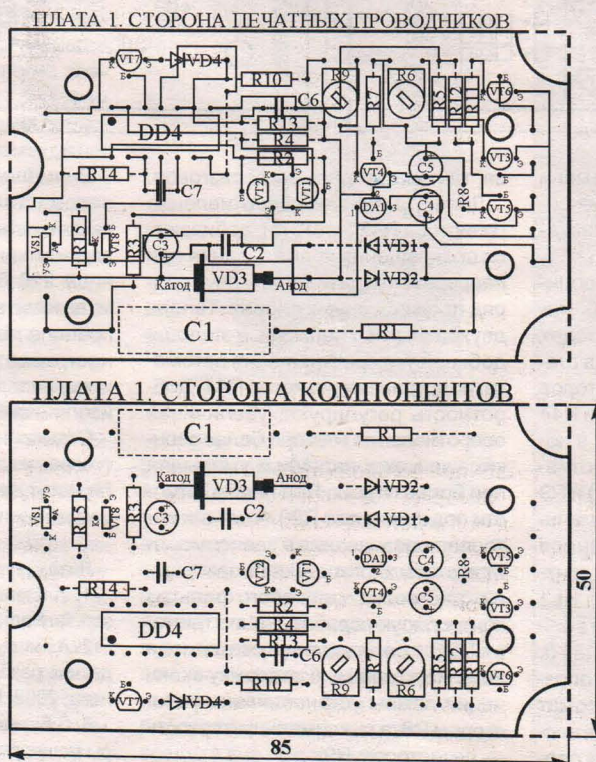 ПЛАТА 1. СТОРОНА ПЕЧАТНЫХ ПРОВОДНИКОВ
К VT7 Э Б VD4 R10 R9 R7 R6 R5 R12 R11 К Б VT6 Э
C6
DD4 R13
R4
R2
R14 C7 VT2 VT1 VT4 C5 R8 К VT3 Э Б
DA1 C4 К VT5 Э Б
VS1 УЭ А К R15 К VT8 Э Б R3 C3 C2 VD1
Катод VD3 Анод VD2
C1 R1
ПЛАТА 1. СТОРОНА КОМПОНЕНТОВ
C1 R1
Катод VD3 Анод VD2
VS1 УЭ А К R15 К VT8 Э Б R3 C3 C2 VD1
DA1 C4 К VT5 Э Б
R14 C7 VT2 VT1 VT4 C5 R8 К VT3 Э Б
R2
DD4 R4
R13
C6
К VT7 Э Б VD4 R10 R9 R7 R6 R5 R12 R11 К VT6 Э Б
50
85